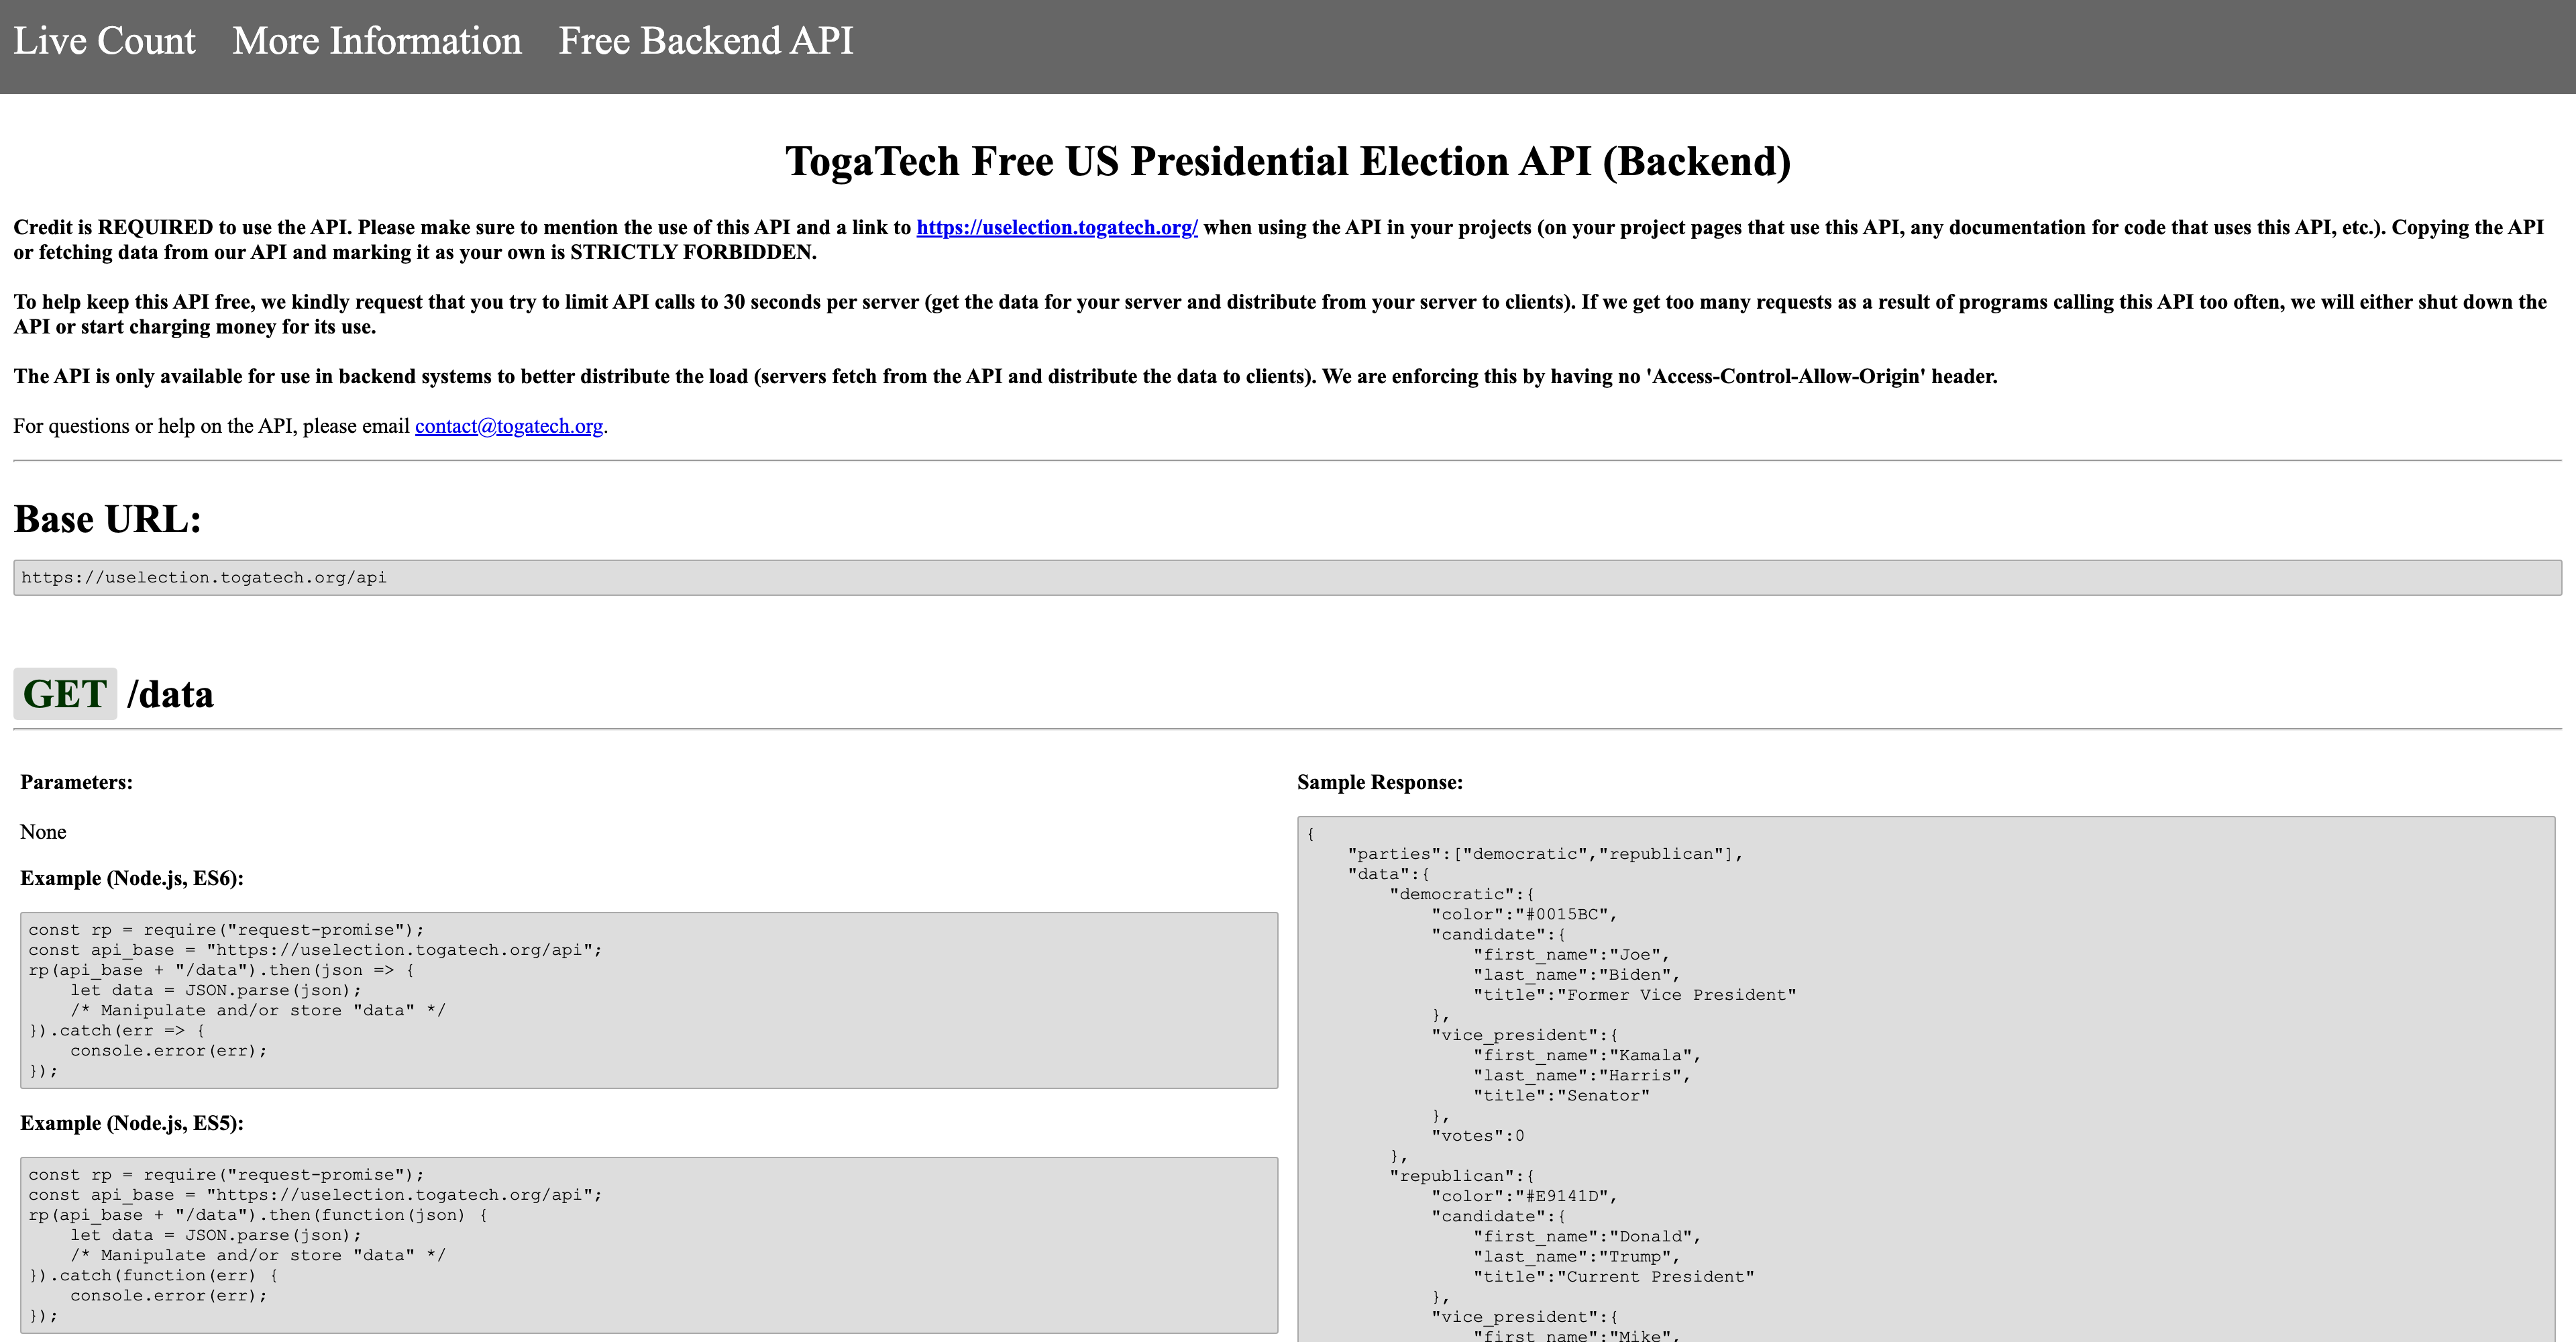 Live Count More Information Free Backend API
TogaTech Free US Presidential Election API (Backend)
Credit is REQUIRED to use the API. Please make sure to mention the use of this API and a link to https://uselection.togatech.org/ when using the API in your projects (on your project pages that use this API, any documentation for code that uses this API, etc.). Copying the API
or fetching data from our API and marking it as your own is STRICTLY FORBIDDEN.
To help keep this API free, we kindly request that you try to limit API calls to 30 seconds per server (get the data for your server and distribute from your server to clients). If we get too many requests as a result of programs calling this API too often, we will either shut down the
API or start charging money for its use.
The API is only available for use in backend systems to better distribute the load (servers fetch from the API and distribute the data to clients). We are enforcing this by having no 'Access-Control-Allow-Origin' header.
For questions or help on the API, please email contact@togatech.org.
Base URL:
https://uselection.togatech.org/api
GET /data
Parameters:
None
Example (Node.js, ES6):
const rp = require("request-promise");
const api_base = "https://uselection.togatech.org/api";
rp(api_base + "/data").then(json => {
    let data = JSON.parse(json);
    /* Manipulate and/or store "data" */
}).catch(err => {
    console.error(err);
});
Example (Node.js, ES5):
const rp = require("request-promise");
const api_base = "https://uselection.togatech.org/api";
rp(api_base + "/data").then(function(json) {
    let data = JSON.parse(json);
    /* Manipulate and/or store "data" */
}).catch(function(err) {
    console.error(err);
});
Sample Response:
{
    "parties":["democratic","republican"],
    "data":{
        "democratic":{
            "color":"#0015BC",
            "candidate":{
                "first_name":"Joe",
                "last_name":"Biden",
                "title":"Former Vice President"
            },
            "vice_president":{
                "first_name":"Kamala",
                "last_name":"Harris",
                "title":"Senator"
            },
            "votes":0
        },
        "republican":{
            "color":"#E9141D",
            "candidate":{
                "first_name":"Donald",
                "last_name":"Trump",
                "title":"Current President"
            },
            "vice_president":{
                "first_name":"Mike",